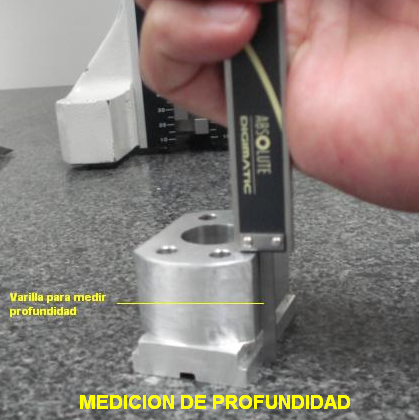 ABSOLUTE
DIGIMATIC
Varilla para medir
profundidad
MEDICION DE PROFUNDIDAD